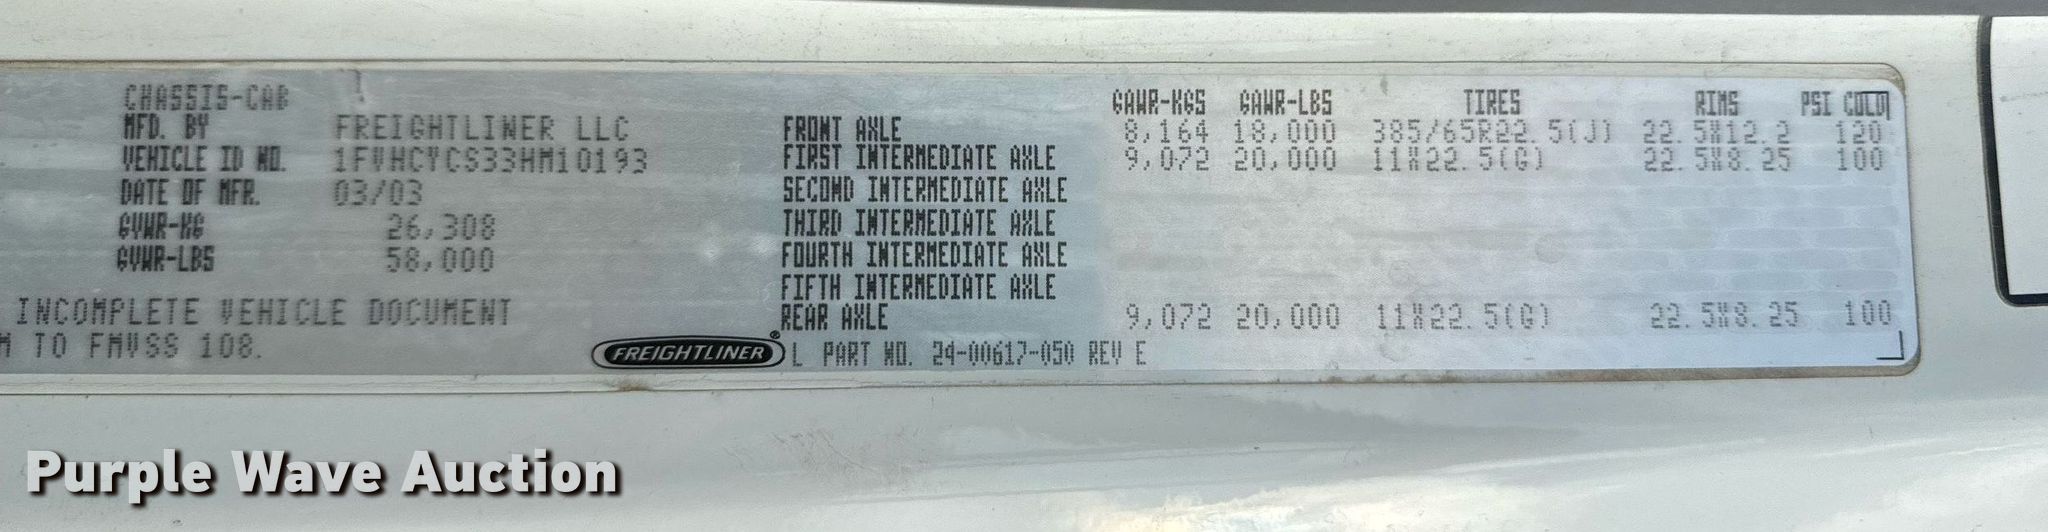 CHASSIS-CAB
MFD. BY FREIGHTLINER LLC
VEHICLE ID NO. 1FVHCYCS33HM10193
DATE OF MFR. 03/03
GVWR-KG 26,308
GVWR-LBS 58,000
INCOMPLETE VEHICLE DOCUMENT
M TO FMVSS 108.
GAWR-KGS GAWR-LBS TIRES RIMS PSI COLD
FRONT AXLE 8,164 18,000 385/65R22.5(J) 22.5X12.2 120
FIRST INTERMEDIATE AXLE 9,072 20,000 11X22.5(G) 22.5X8.25 100
SECOND INTERMEDIATE AXLE
THIRD INTERMEDIATE AXLE
FOURTH INTERMEDIATE AXLE
FIFTH INTERMEDIATE AXLE
REAR AXLE 9,072 20,000 11X22.5(G) 22.5X8.25 100
FREIGHTLINER® L PART NO. 24-00617-050 REV E
Purple Wave Auction